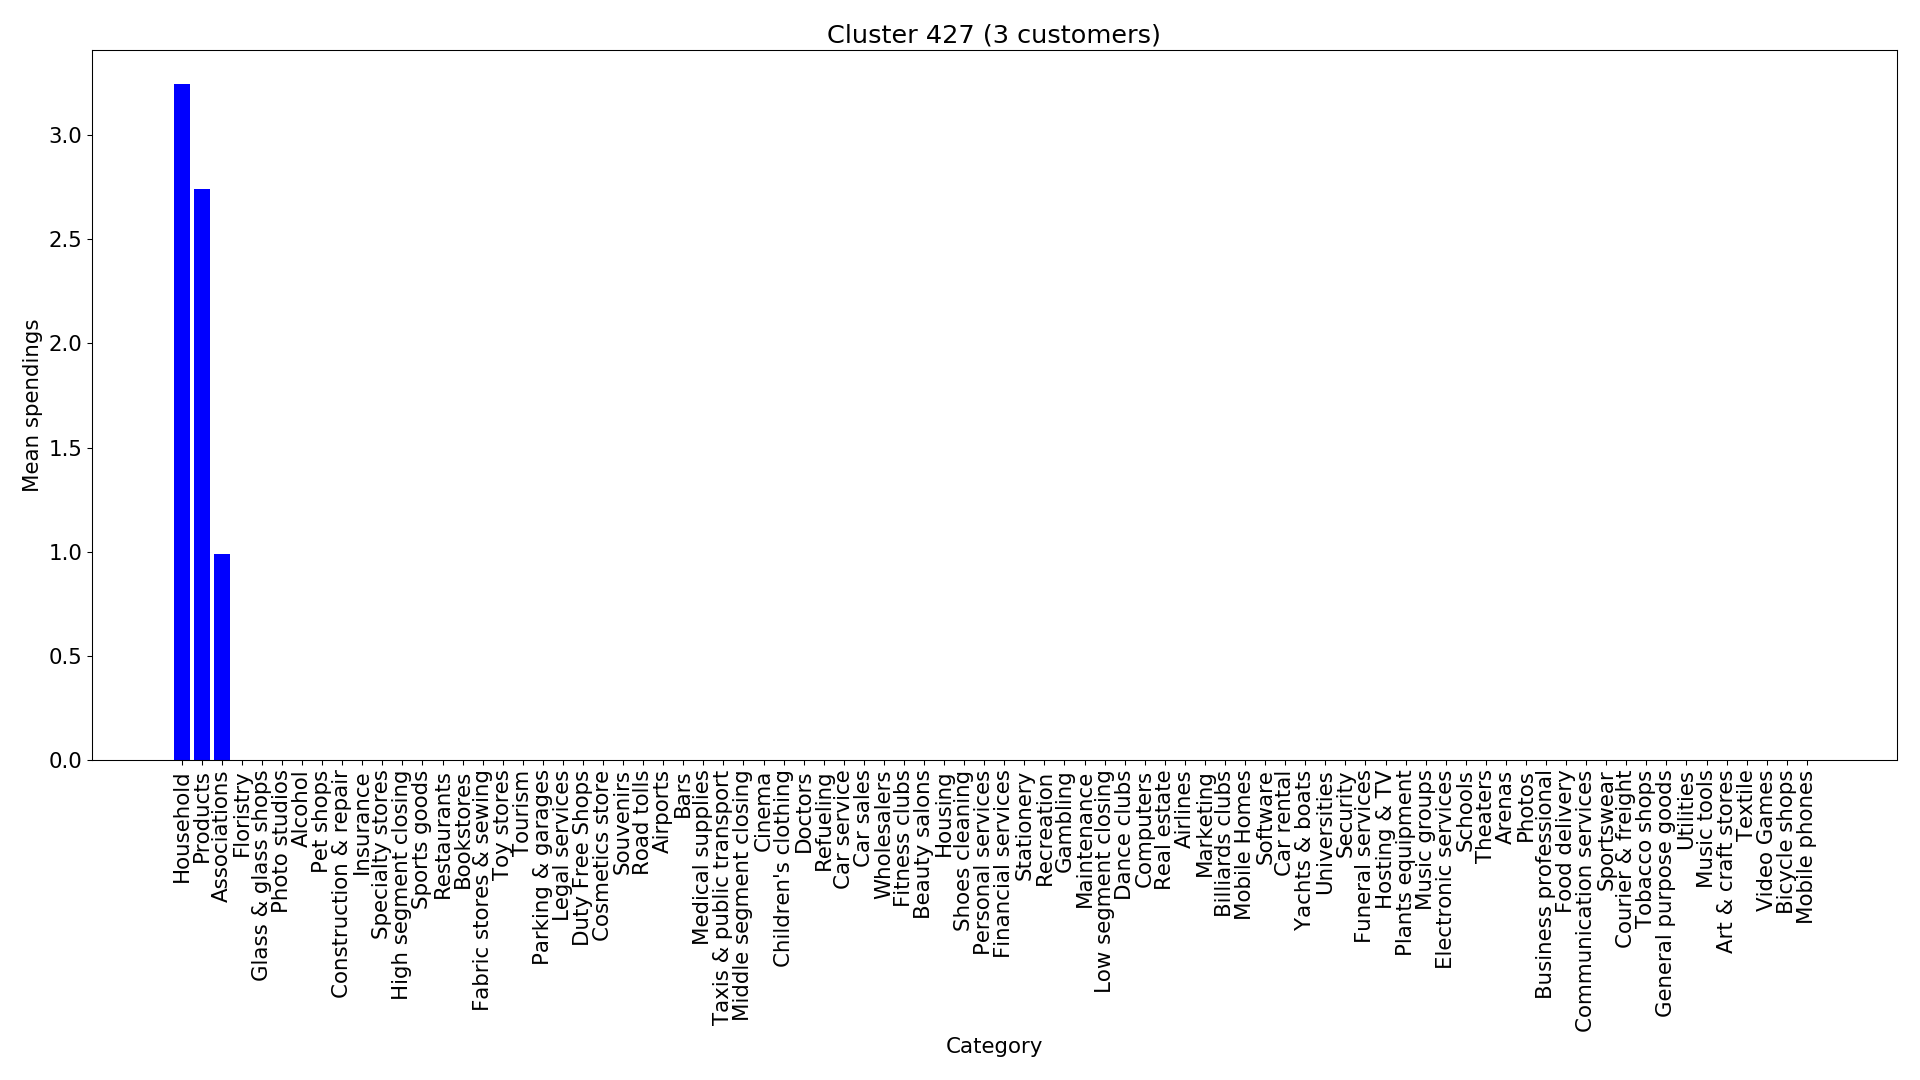 Cluster 427 (3 customers)
Mean spendings
3.0
2.5
2.0
1.5
1.0
0.5
0.0
Household
Products
Associations
Floristry
Glass & glass shops
Photo studios
Alcohol
Pet shops
Construction & repair
Insurance
Specialty stores
High segment closing
Sports goods
Restaurants
Bookstores
Fabric stores & sewing
Toy stores
Tourism
Parking & garages
Legal services
Duty Free Shops
Cosmetics store
Souvenirs
Road tolls
Airports
Bars
Medical supplies
Taxis & public transport
Middle segment closing
Cinema
Children's clothing
Doctors
Refueling
Car service
Car sales
Wholesalers
Fitness clubs
Beauty salons
Housing
Shoes cleaning
Personal services
Financial services
Stationery
Recreation
Gambling
Maintenance
Low segment closing
Dance clubs
Computers
Real estate
Airlines
Marketing
Billiards clubs
Mobile Homes
Software
Car rental
Yachts & boats
Universities
Security
Funeral services
Hosting & TV
Plants equipment
Music groups
Electronic services
Schools
Theaters
Arenas
Photos
Business professional
Food delivery
Communication services
Sportswear
Courier & freight
Tobacco shops
General purpose goods
Utilities
Music tools
Art & craft stores
Textile
Video Games
Bicycle shops
Mobile phones
Category